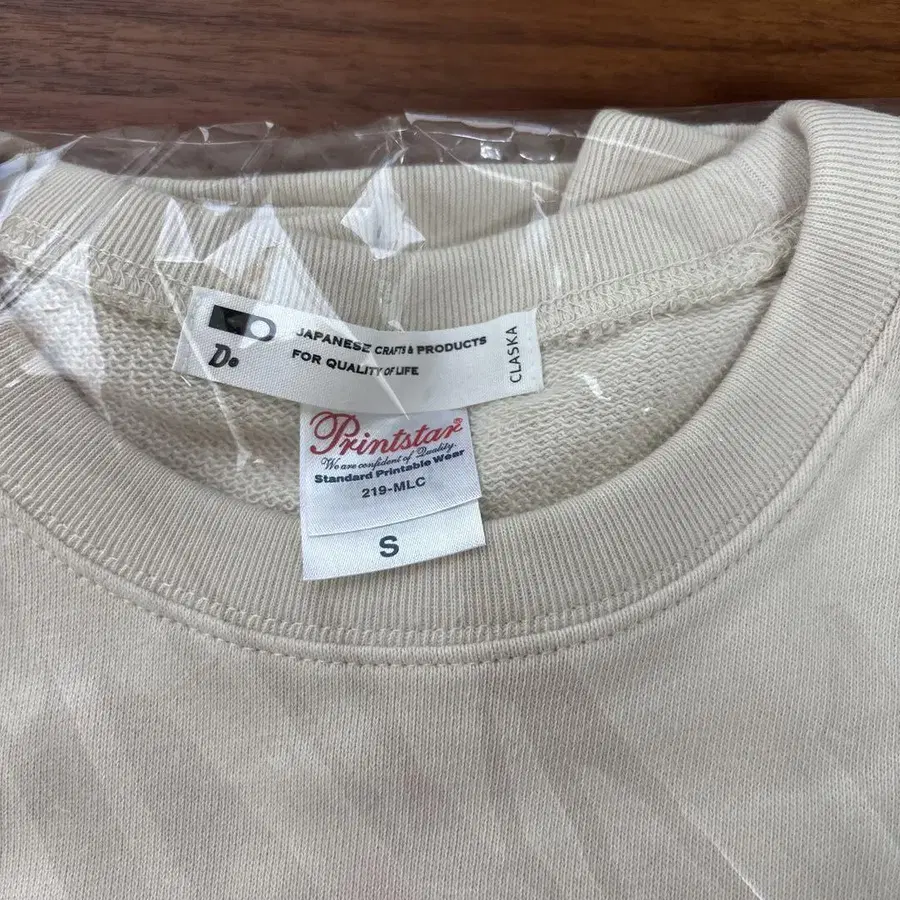 JAPANESE CRAFTS & PRODUCTS
FOR QUALITY OF LIFE
D
CLASKA
Printstar®
We are confident of Quality.
Standard Printable Wear
219-MLC
S